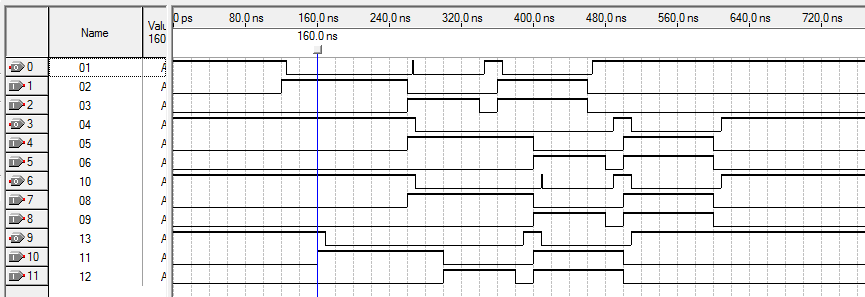 Name
Valu
160.
0 ps 80.0 ns 160.0 ns 240.0 ns 320.0 ns 400.0 ns 480.0 ns 560.0 ns 640.0 ns 720.0 ns
160.0 ns
0 01 A
1 02 A
2 03 A
3 04 A
4 05 A
5 06 A
6 10 A
7 08 A
8 09 A
9 13 A
10 11 A
11 12 A